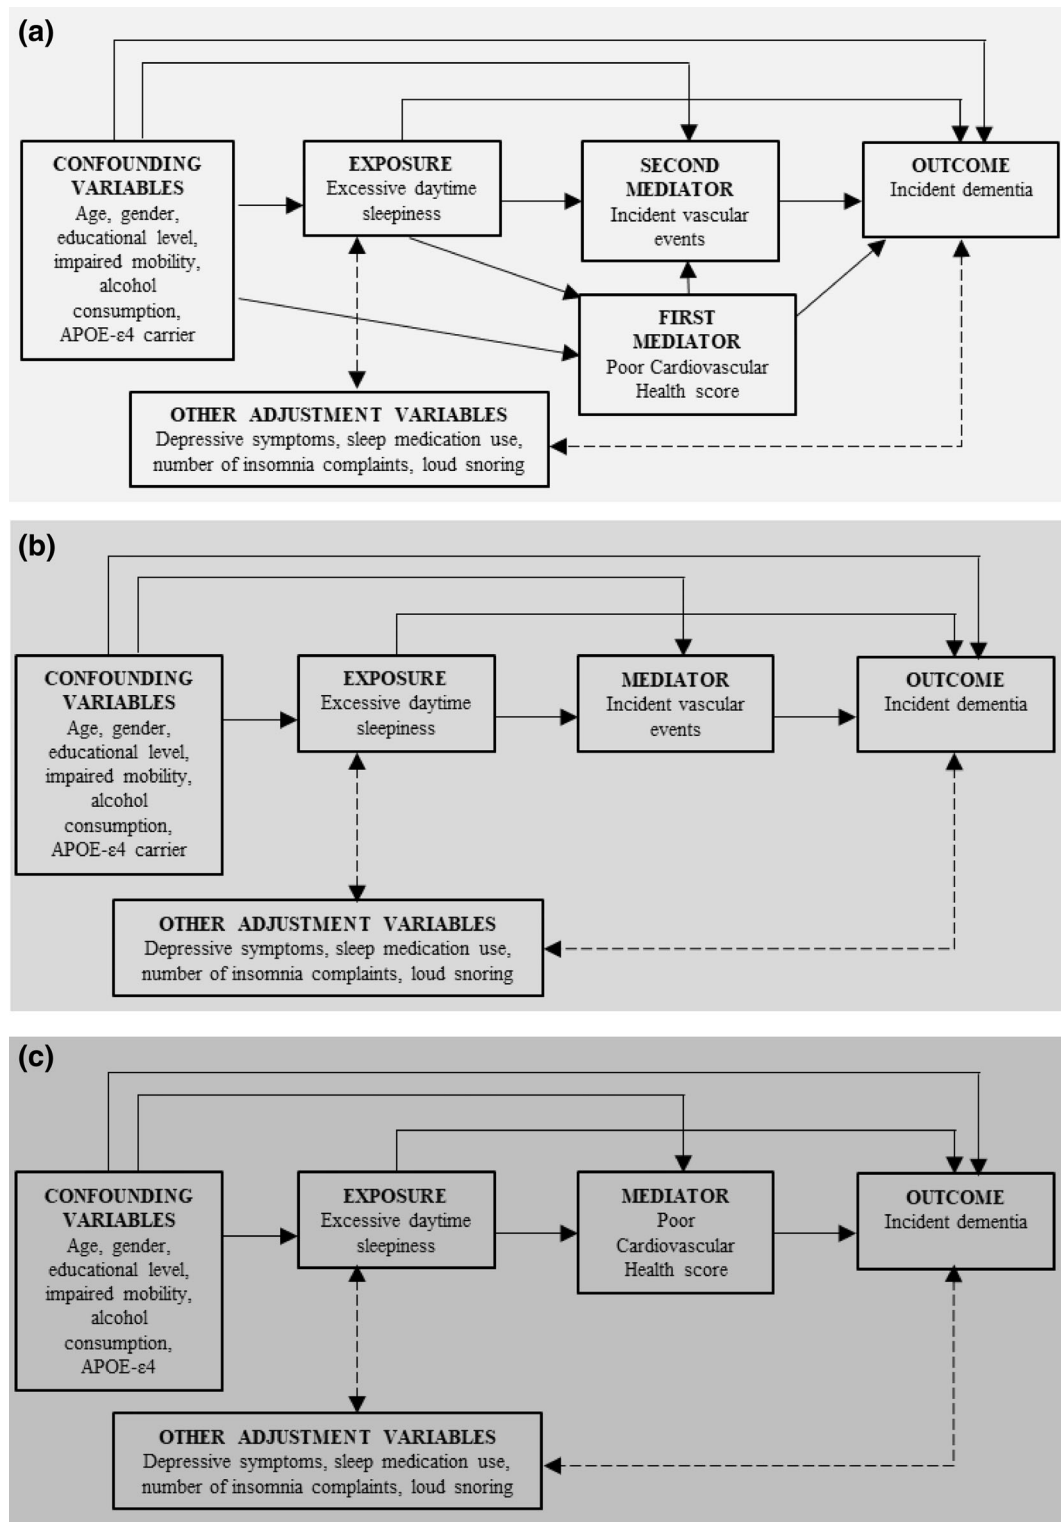 (a)
CONFOUNDING
VARIABLES
Age, gender,
educational level,
impaired mobility,
alcohol
consumption,
APOE-ε4 carrier
EXPOSURE
Excessive daytime
sleepiness
SECOND
MEDIATOR
Incident vascular
events
OUTCOME
Incident dementia
FIRST
MEDIATOR
Poor Cardiovascular
Health score
OTHER ADJUSTMENT VARIABLES
Depressive symptoms, sleep medication use,
number of insomnia complaints, loud snoring
(b)
CONFOUNDING
VARIABLES
Age, gender,
educational level,
impaired mobility,
alcohol
consumption,
APOE-ε4 carrier
EXPOSURE
Excessive daytime
sleepiness
MEDIATOR
Incident vascular
events
OUTCOME
Incident dementia
OTHER ADJUSTMENT VARIABLES
Depressive symptoms, sleep medication use,
number of insomnia complaints, loud snoring
(c)
CONFOUNDING
VARIABLES
Age, gender,
educational level,
impaired mobility,
alcohol
consumption,
APOE-ε4
EXPOSURE
Excessive daytime
sleepiness
MEDIATOR
Poor
Cardiovascular
Health score
OUTCOME
Incident dementia
OTHER ADJUSTMENT VARIABLES
Depressive symptoms, sleep medication use,
number of insomnia complaints, loud snoring